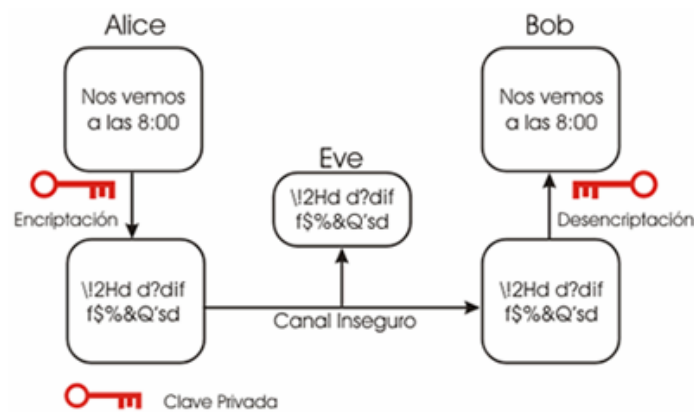 Alice
Nos vemos
a las 8:00
Encriptación
\!2Hd d?dif
f$%&Q'sd
Eve
\!2Hd d?dif
f$%&Q'sd
Canal Inseguro
Bob
Nos vemos
a las 8:00
Desencriptación
\!2Hd d?dif
f$%&Q'sd
Clave Privada